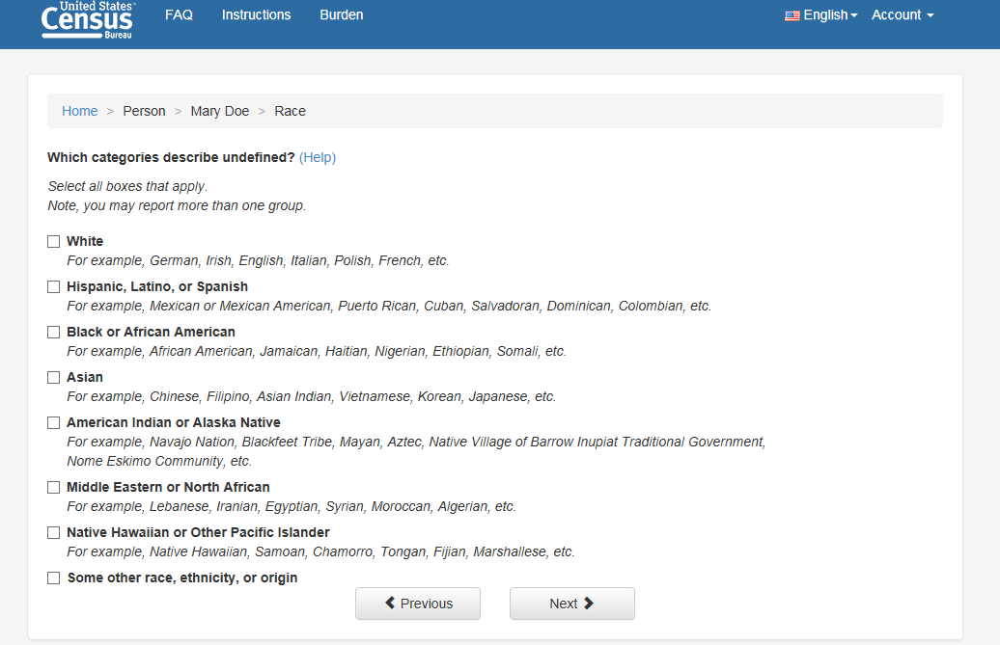 United States™
Census
Bureau
FAQ Instructions Burden English Account
Home > Person > Mary Doe > Race
Which categories describe undefined? (Help)
Select all boxes that apply.
Note, you may report more than one group.
White
For example, German, Irish, English, Italian, Polish, French, etc.
Hispanic, Latino, or Spanish
For example, Mexican or Mexican American, Puerto Rican, Cuban, Salvadoran, Dominican, Colombian, etc.
Black or African American
For example, African American, Jamaican, Haitian, Nigerian, Ethiopian, Somali, etc.
Asian
For example, Chinese, Filipino, Asian Indian, Vietnamese, Korean, Japanese, etc.
American Indian or Alaska Native
For example, Navajo Nation, Blackfeet Tribe, Mayan, Aztec, Native Village of Barrow Inupiat Traditional Government,
Nome Eskimo Community, etc.
Middle Eastern or North African
For example, Lebanese, Iranian, Egyptian, Syrian, Moroccan, Algerian, etc.
Native Hawaiian or Other Pacific Islander
For example, Native Hawaiian, Samoan, Chamorro, Tongan, Fijian, Marshallese, etc.
Some other race, ethnicity, or origin
Previous Next